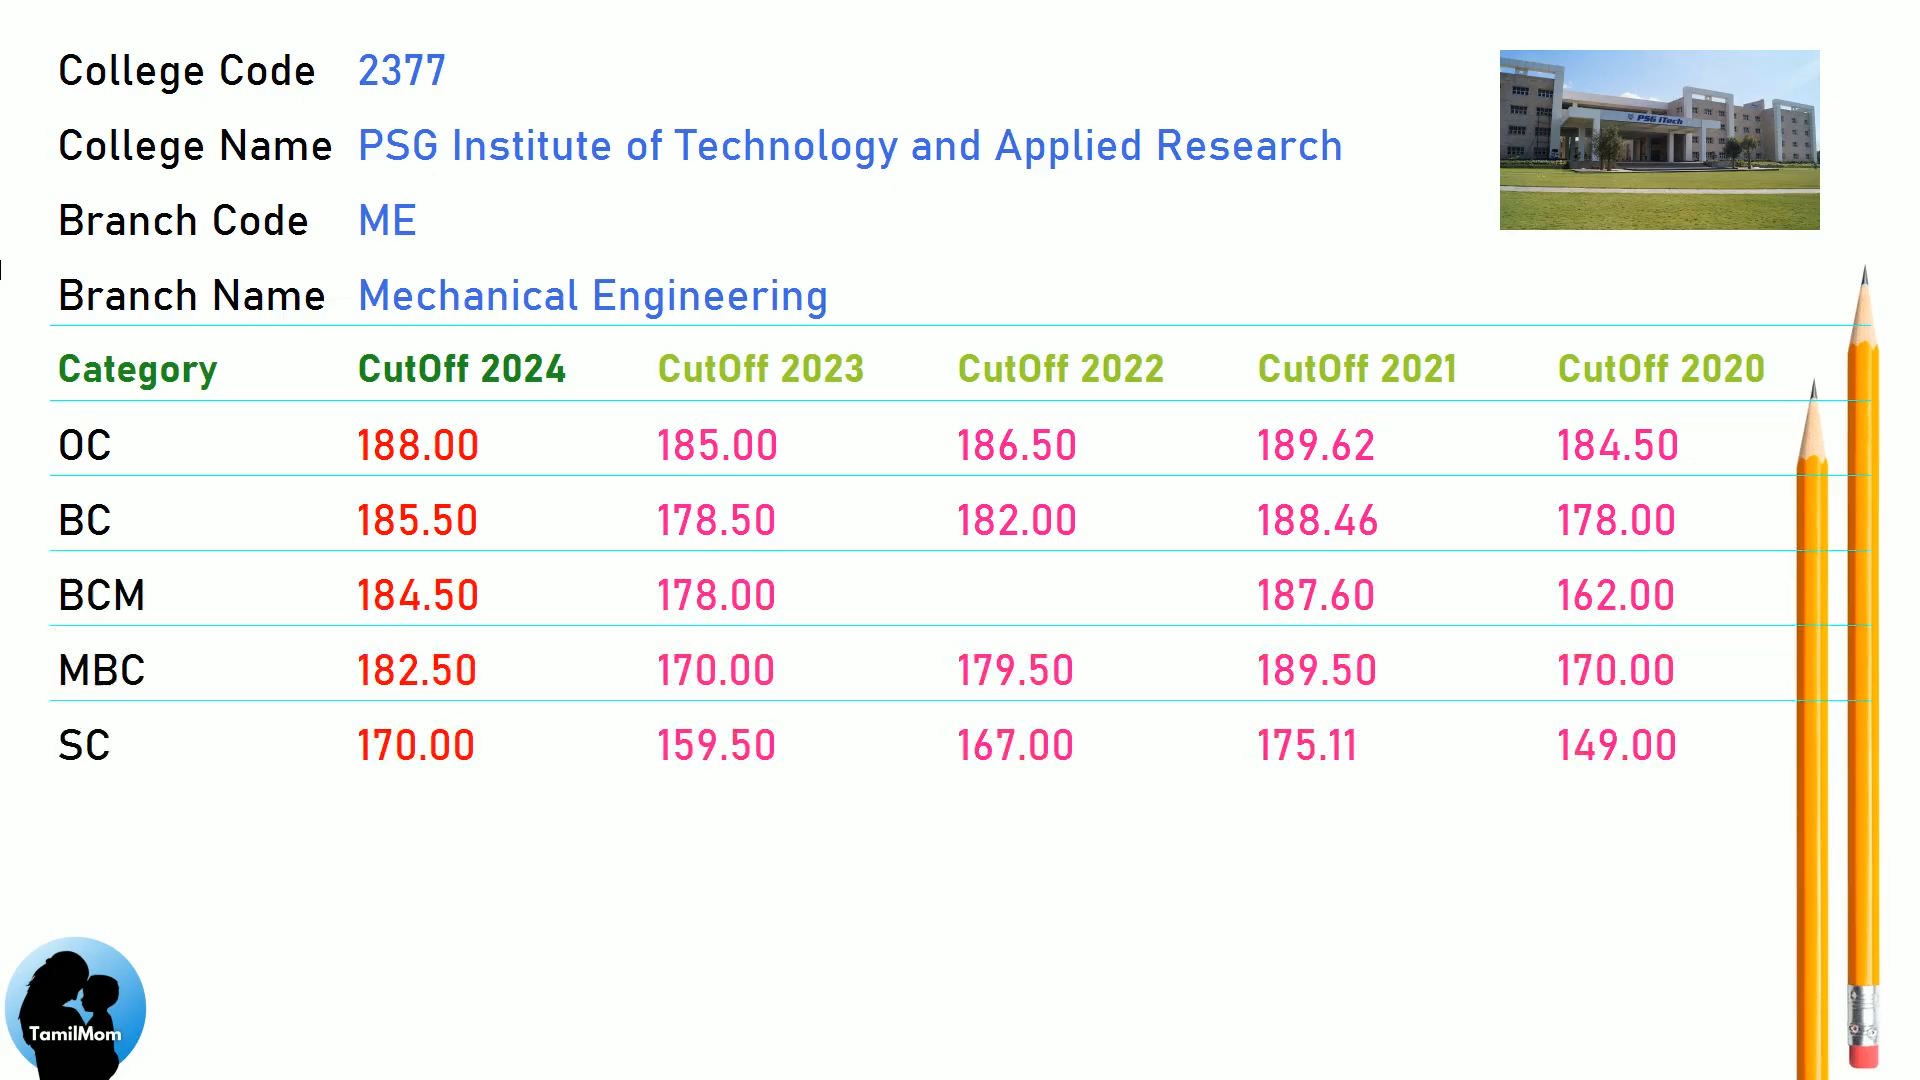 College Code 2377
College Name PSG Institute of Technology and Applied Research
PSG iTech
Branch Code ME
Branch Name Mechanical Engineering
Category CutOff 2024 CutOff 2023 CutOff 2022 CutOff 2021 CutOff 2020
OC 188.00 185.00 186.50 189.62 184.50
BC 185.50 178.50 182.00 188.46 178.00
BCM 184.50 178.00 187.60 162.00
MBC 182.50 170.00 179.50 189.50 170.00
SC 170.00 159.50 167.00 175.11 149.00
TamilMom